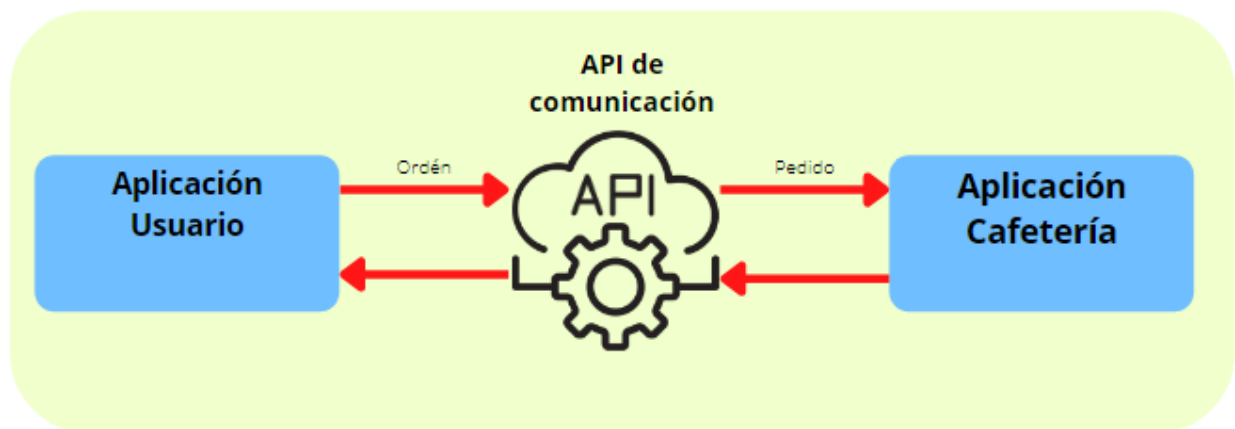 API de
comunicación
Aplicación
Usuario
Ordén
API
Pedido
Aplicación
Cafetería